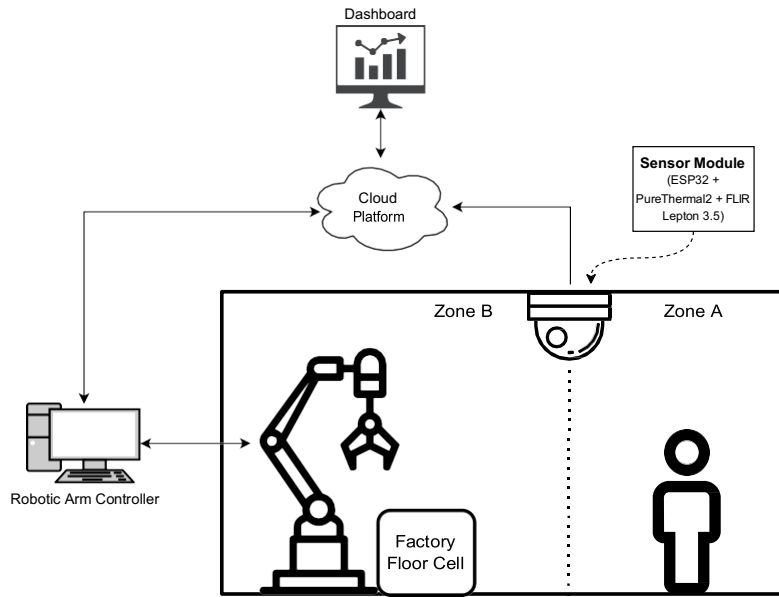 Dashboard
Cloud
Platform
Sensor Module
(ESP32 +
PureThermal2 + FLIR
Lepton 3.5)
Zone B
Zone A
Robotic Arm Controller
Factory
Floor Cell